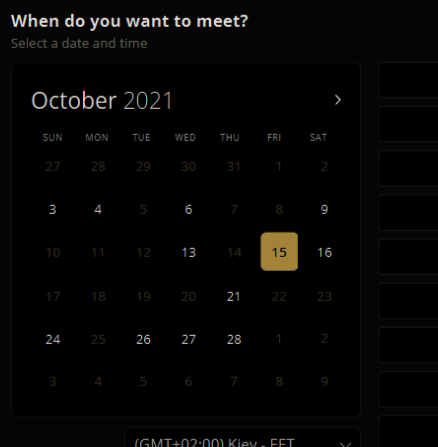 When do you want to meet?
Select a date and time
October 2021
SUN MON TUE WED THU FRI SAT
27 28 29 30 31 1 2
3 4 5 6 7 8 9
10 11 12 13 14 15 16
17 18 19 20 21 22 23
24 25 26 27 28 1 2
3 4 5 6 7 8 9
(GMT+02:00) Kiev - EET